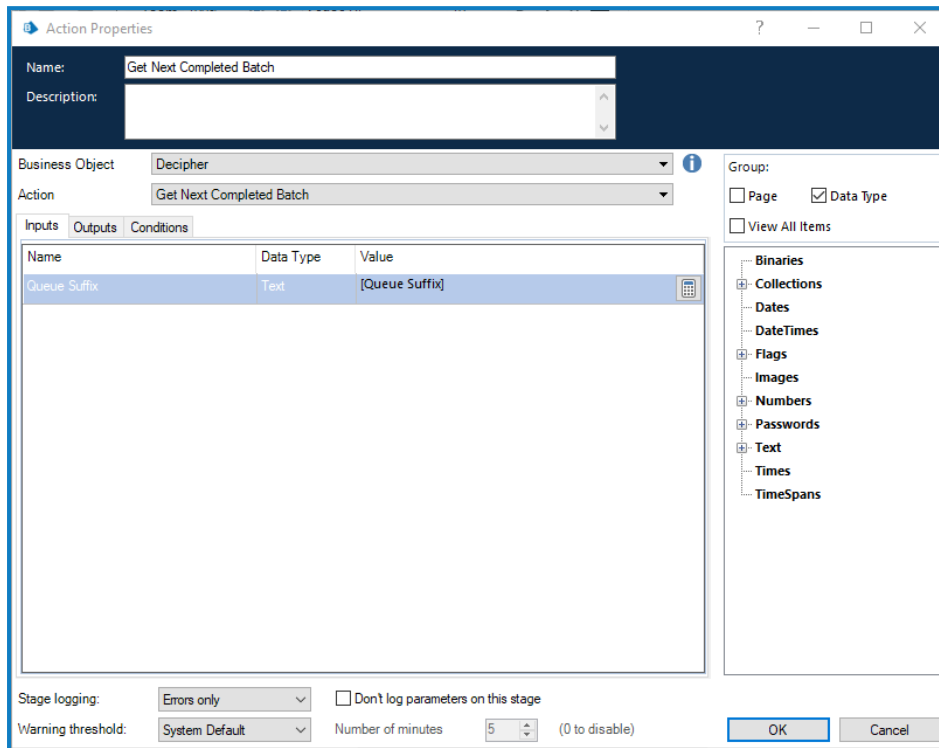 Action Properties
?
Name:
Get Next Completed Batch
Description:
Business Object
Decipher
Action
Get Next Completed Batch
Inputs
Outputs
Conditions
Name
Data Type
Value
Queue Suffix
Text
[Queue Suffix]
Group:
Page
Data Type
View All Items
Binaries
Collections
Dates
DateTimes
Flags
Images
Numbers
Passwords
Text
Times
TimeSpans
Stage logging:
Errors only
Don't log parameters on this stage
Warning threshold:
System Default
Number of minutes
5
(0 to disable)
OK
Cancel